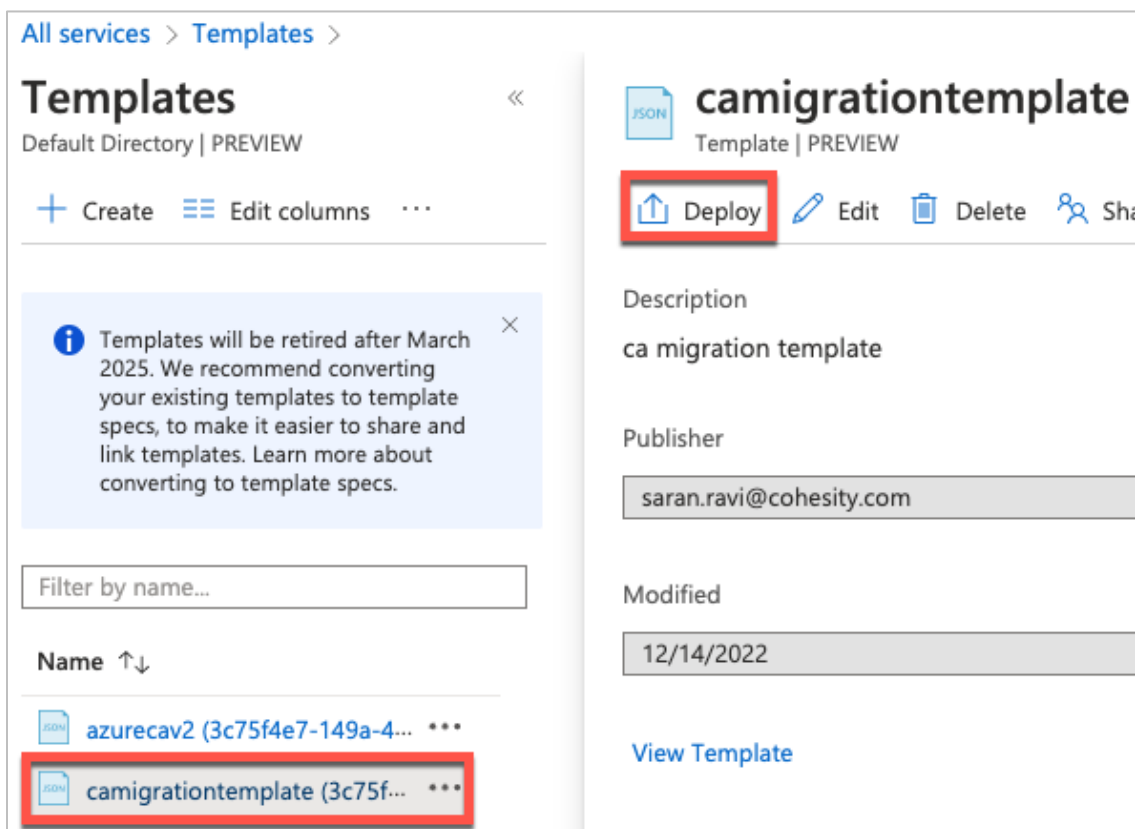 All services > Templates >
Templates «
Default Directory | PREVIEW
+ Create Edit columns ...
Templates will be retired after March
2025. We recommend converting
your existing templates to template
specs, to make it easier to share and
link templates. Learn more about
converting to template specs.
Filter by name...
Name ↑↓
JSON azurecav2 (3c75f4e7-149a-4... •••
JSON camigrationtemplate (3c75f... •••
JSON camigrationtemplate
Template | PREVIEW
Deploy Edit Delete Sha
Description
ca migration template
Publisher
saran.ravi@cohesity.com
Modified
12/14/2022
View Template